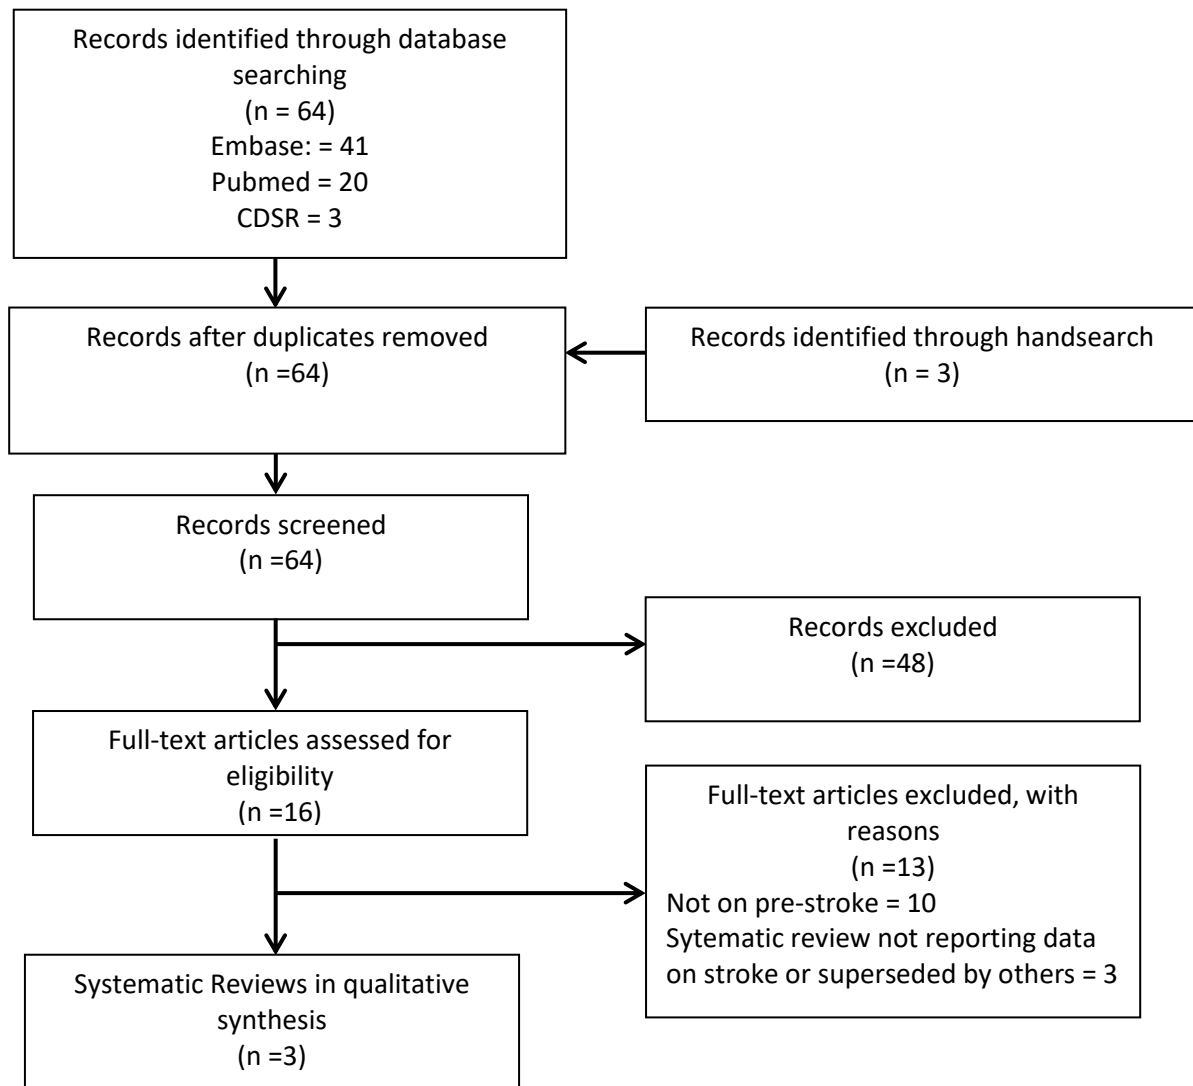 Records identified through database
searching
(n = 64)
Embase: = 41
Pubmed = 20
CDSR = 3
Records after duplicates removed
(n =64)
Records identified through handsearch
(n = 3)
Records screened
(n =64)
Records excluded
(n =48)
Full-text articles assessed for
eligibility
(n =16)
Full-text articles excluded, with
reasons
(n =13)
Not on pre-stroke = 10
Sytematic review not reporting data
on stroke or superseded by others = 3
Systematic Reviews in qualitative
synthesis
(n =3)